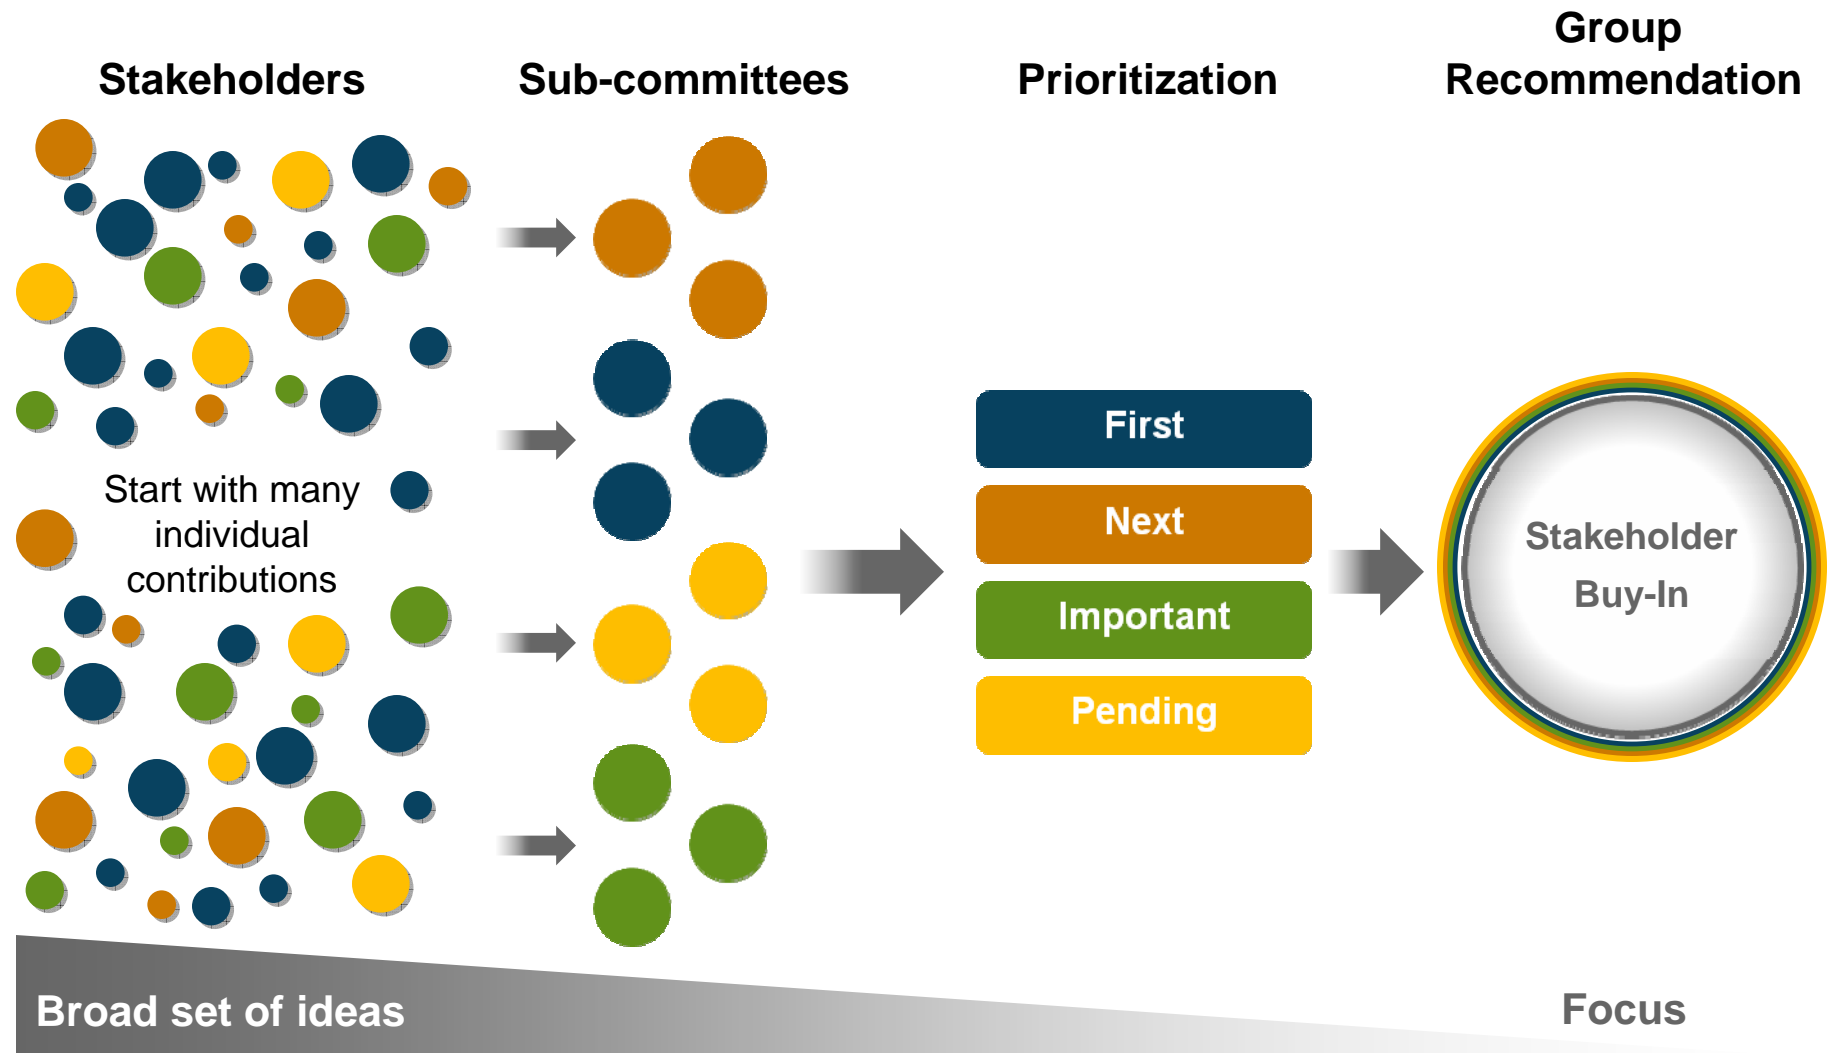 Stakeholders
Sub-committees
Prioritization
Group
Recommendation
Start with many
individual
contributions
First
Next
Important
Pending
Stakeholder
Buy-In
Broad set of ideas
Focus